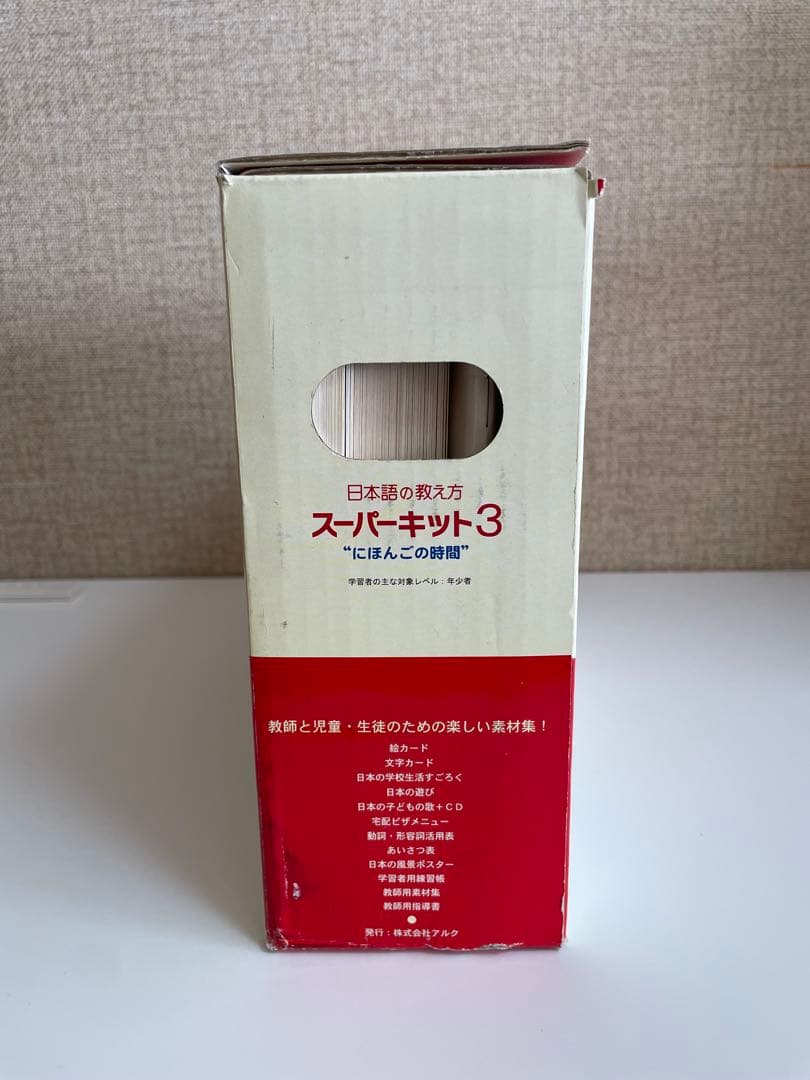 日本語の教え方
スーパーキット3
“にほんごの時間”
学習者の主な対象レベル：年少者
教師と児童・生徒のための楽しい素材集！
絵カード
文字カード
日本の学校生活すごろく
日本の遊び
日本の子どもの歌＋CD
宅配ピザメニュー
動詞・形容詞活用表
あいさつ表
日本の風景ポスター
学習者用練習帳
教師用素材集
教師用指導書
発行：株式会社アルク